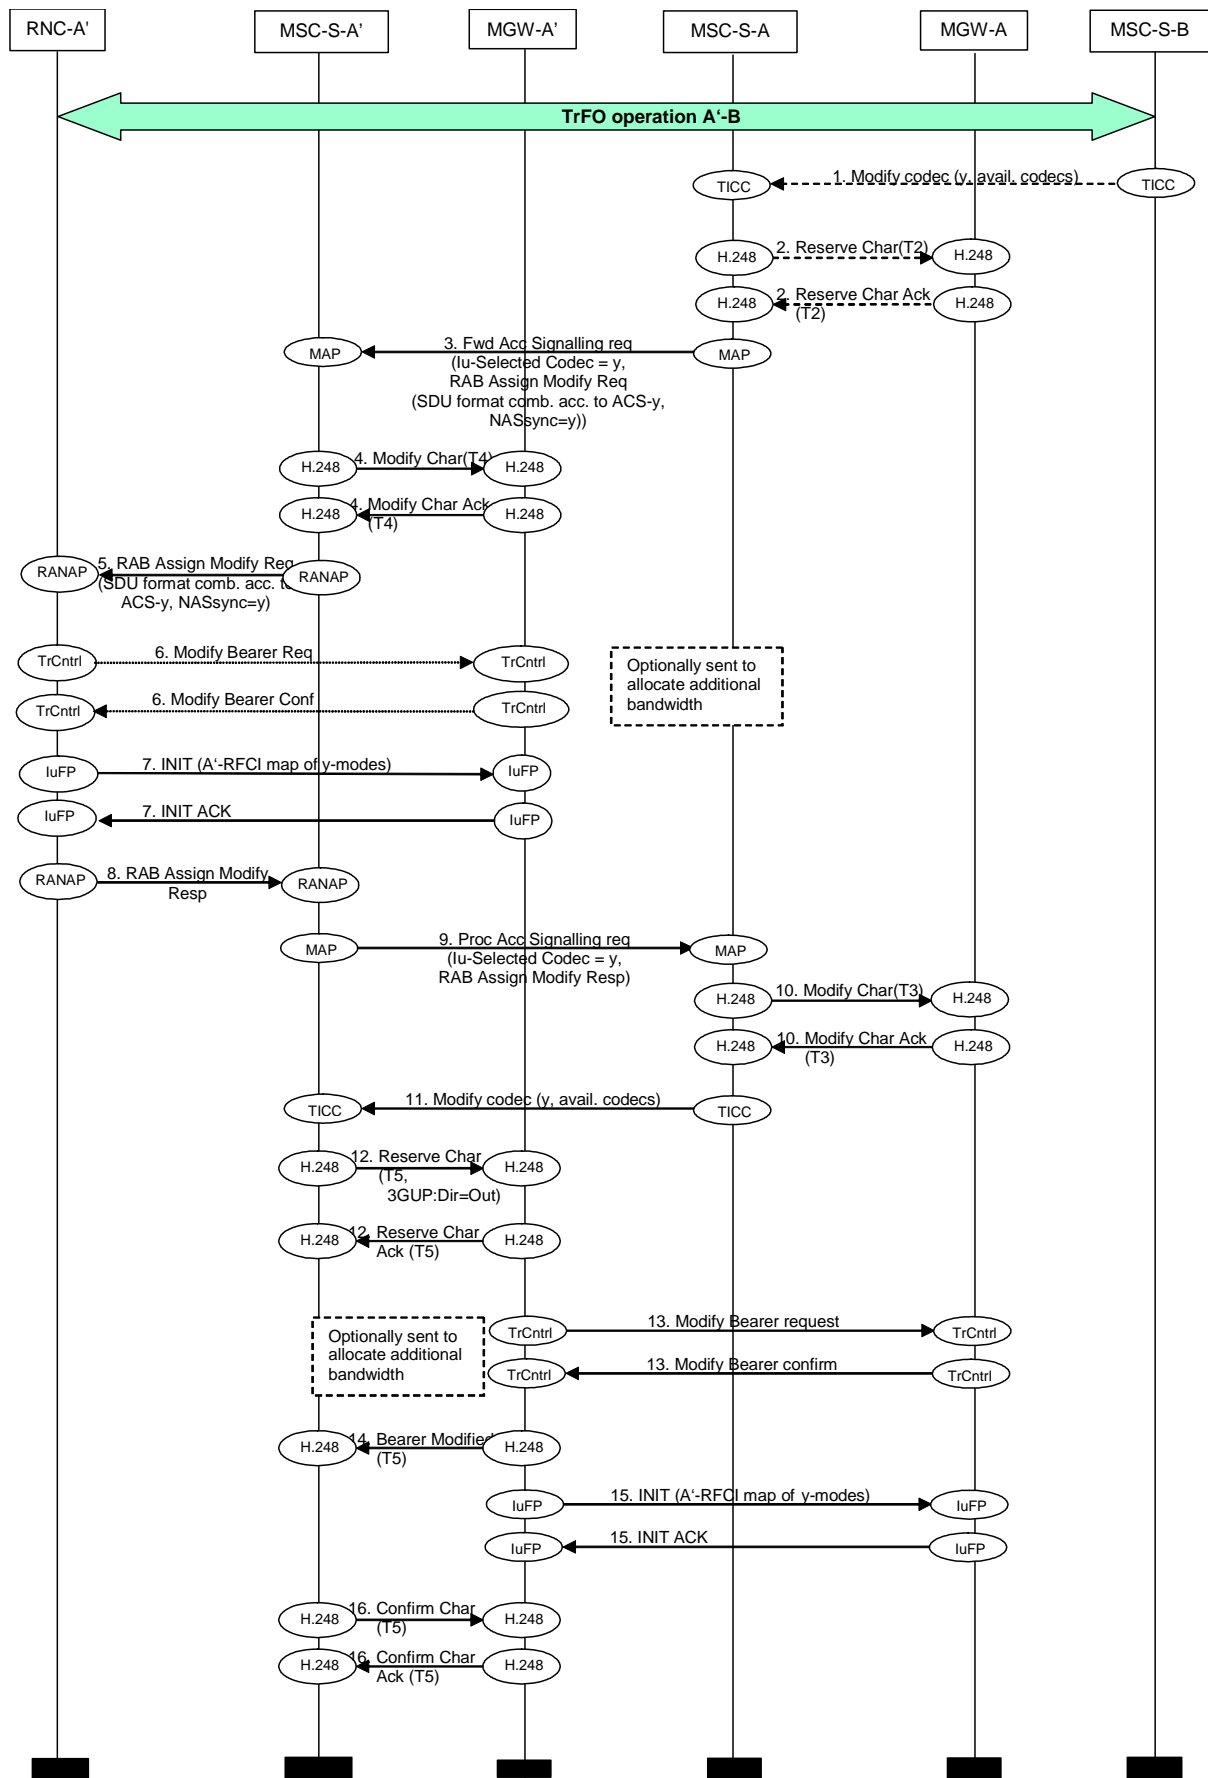 RNC-A'
MSC-S-A’
MGW-A’
MSC-S-A
MGW-A
MSC-S-B
TrFO operation A‘-B
TICC
1. Modify codec (y, avail. codecs)
TICC
H.248
2. Reserve Char(T2)
H.248
H.248
2. Reserve Char Ack
(T2)
H.248
MAP
3. Fwd Acc Signalling req
(Iu-Selected Codec = y,
RAB Assign Modify Req
(SDU format comb. acc. to ACS-y,
NASsync=y))
MAP
H.248
4. Modify Char(T4)
H.248
H.248
4. Modify Char Ack
(T4)
H.248
RANAP
5. RAB Assign Modify Req
(SDU format comb. acc. to
ACS-y, NASsync=y)
RANAP
TrCntrl
6. Modify Bearer Req
TrCntrl
TrCntrl
6. Modify Bearer Conf
TrCntrl
Optionally sent to
allocate additional
bandwidth
IuFP
7. INIT (A‘-RFCI map of y-modes)
IuFP
IuFP
7. INIT ACK
IuFP
RANAP
8. RAB Assign Modify
Resp
RANAP
MAP
9. Proc Acc Signalling req
(Iu-Selected Codec = y,
RAB Assign Modify Resp)
MAP
H.248
10. Modify Char(T3)
H.248
H.248
10. Modify Char Ack
(T3)
H.248
TICC
11. Modify codec (y, avail. codecs)
TICC
H.248
12. Reserve Char
(T5,
3GUP:Dir=Out)
H.248
H.248
12. Reserve Char
Ack (T5)
H.248
Optionally sent to
allocate additional
bandwidth
TrCntrl
13. Modify Bearer request
TrCntrl
TrCntrl
13. Modify Bearer confirm
TrCntrl
H.248
14. Bearer Modified
(T5)
H.248
IuFP
15. INIT (A‘-RFCI map of y-modes)
IuFP
IuFP
15. INIT ACK
IuFP
H.248
16. Confirm Char
(T5)
H.248
H.248
16. Confirm Char
Ack (T5)
H.248